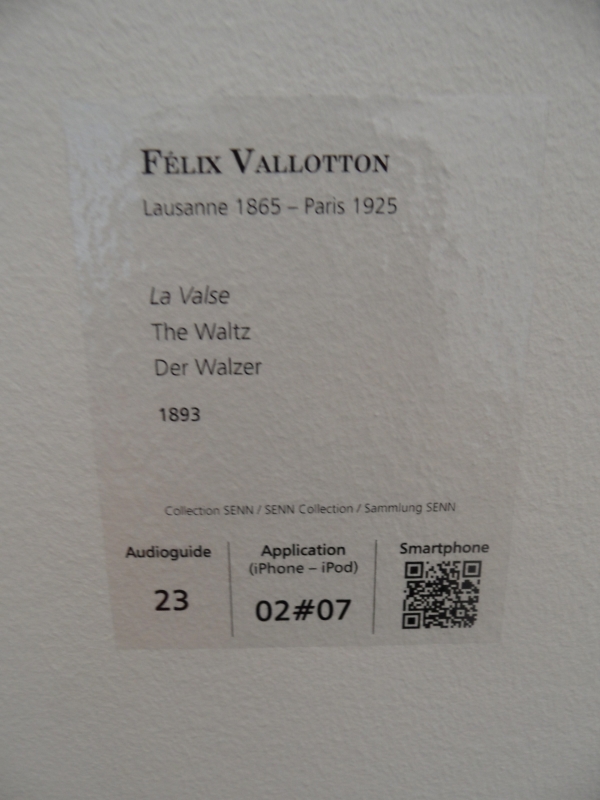 FÉLIX VALLOTTON
Lausanne 1865 – Paris 1925
La Valse
The Waltz
Der Walzer
1893
Collection SENN / SENN Collection / Sammlung SENN
Audioguide
23
Application
(iPhone – iPod)
02#07
Smartphone